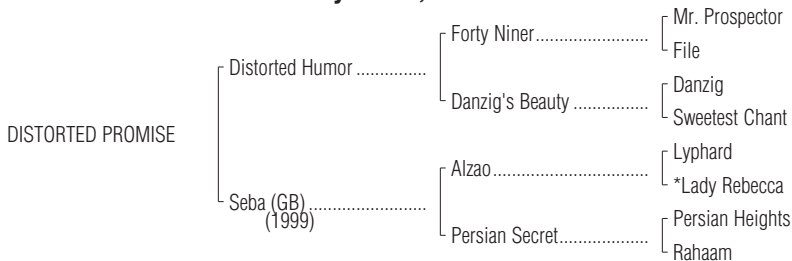 Mr. Prospector
Forty Niner
File
Distorted Humor
Danzig
Danzig's Beauty
Sweetest Chant
DISTORTED PROMISE
Lyphard
Alzao
*Lady Rebecca
Seba (GB)
(1999)
Persian Heights
Persian Secret
Rahaam